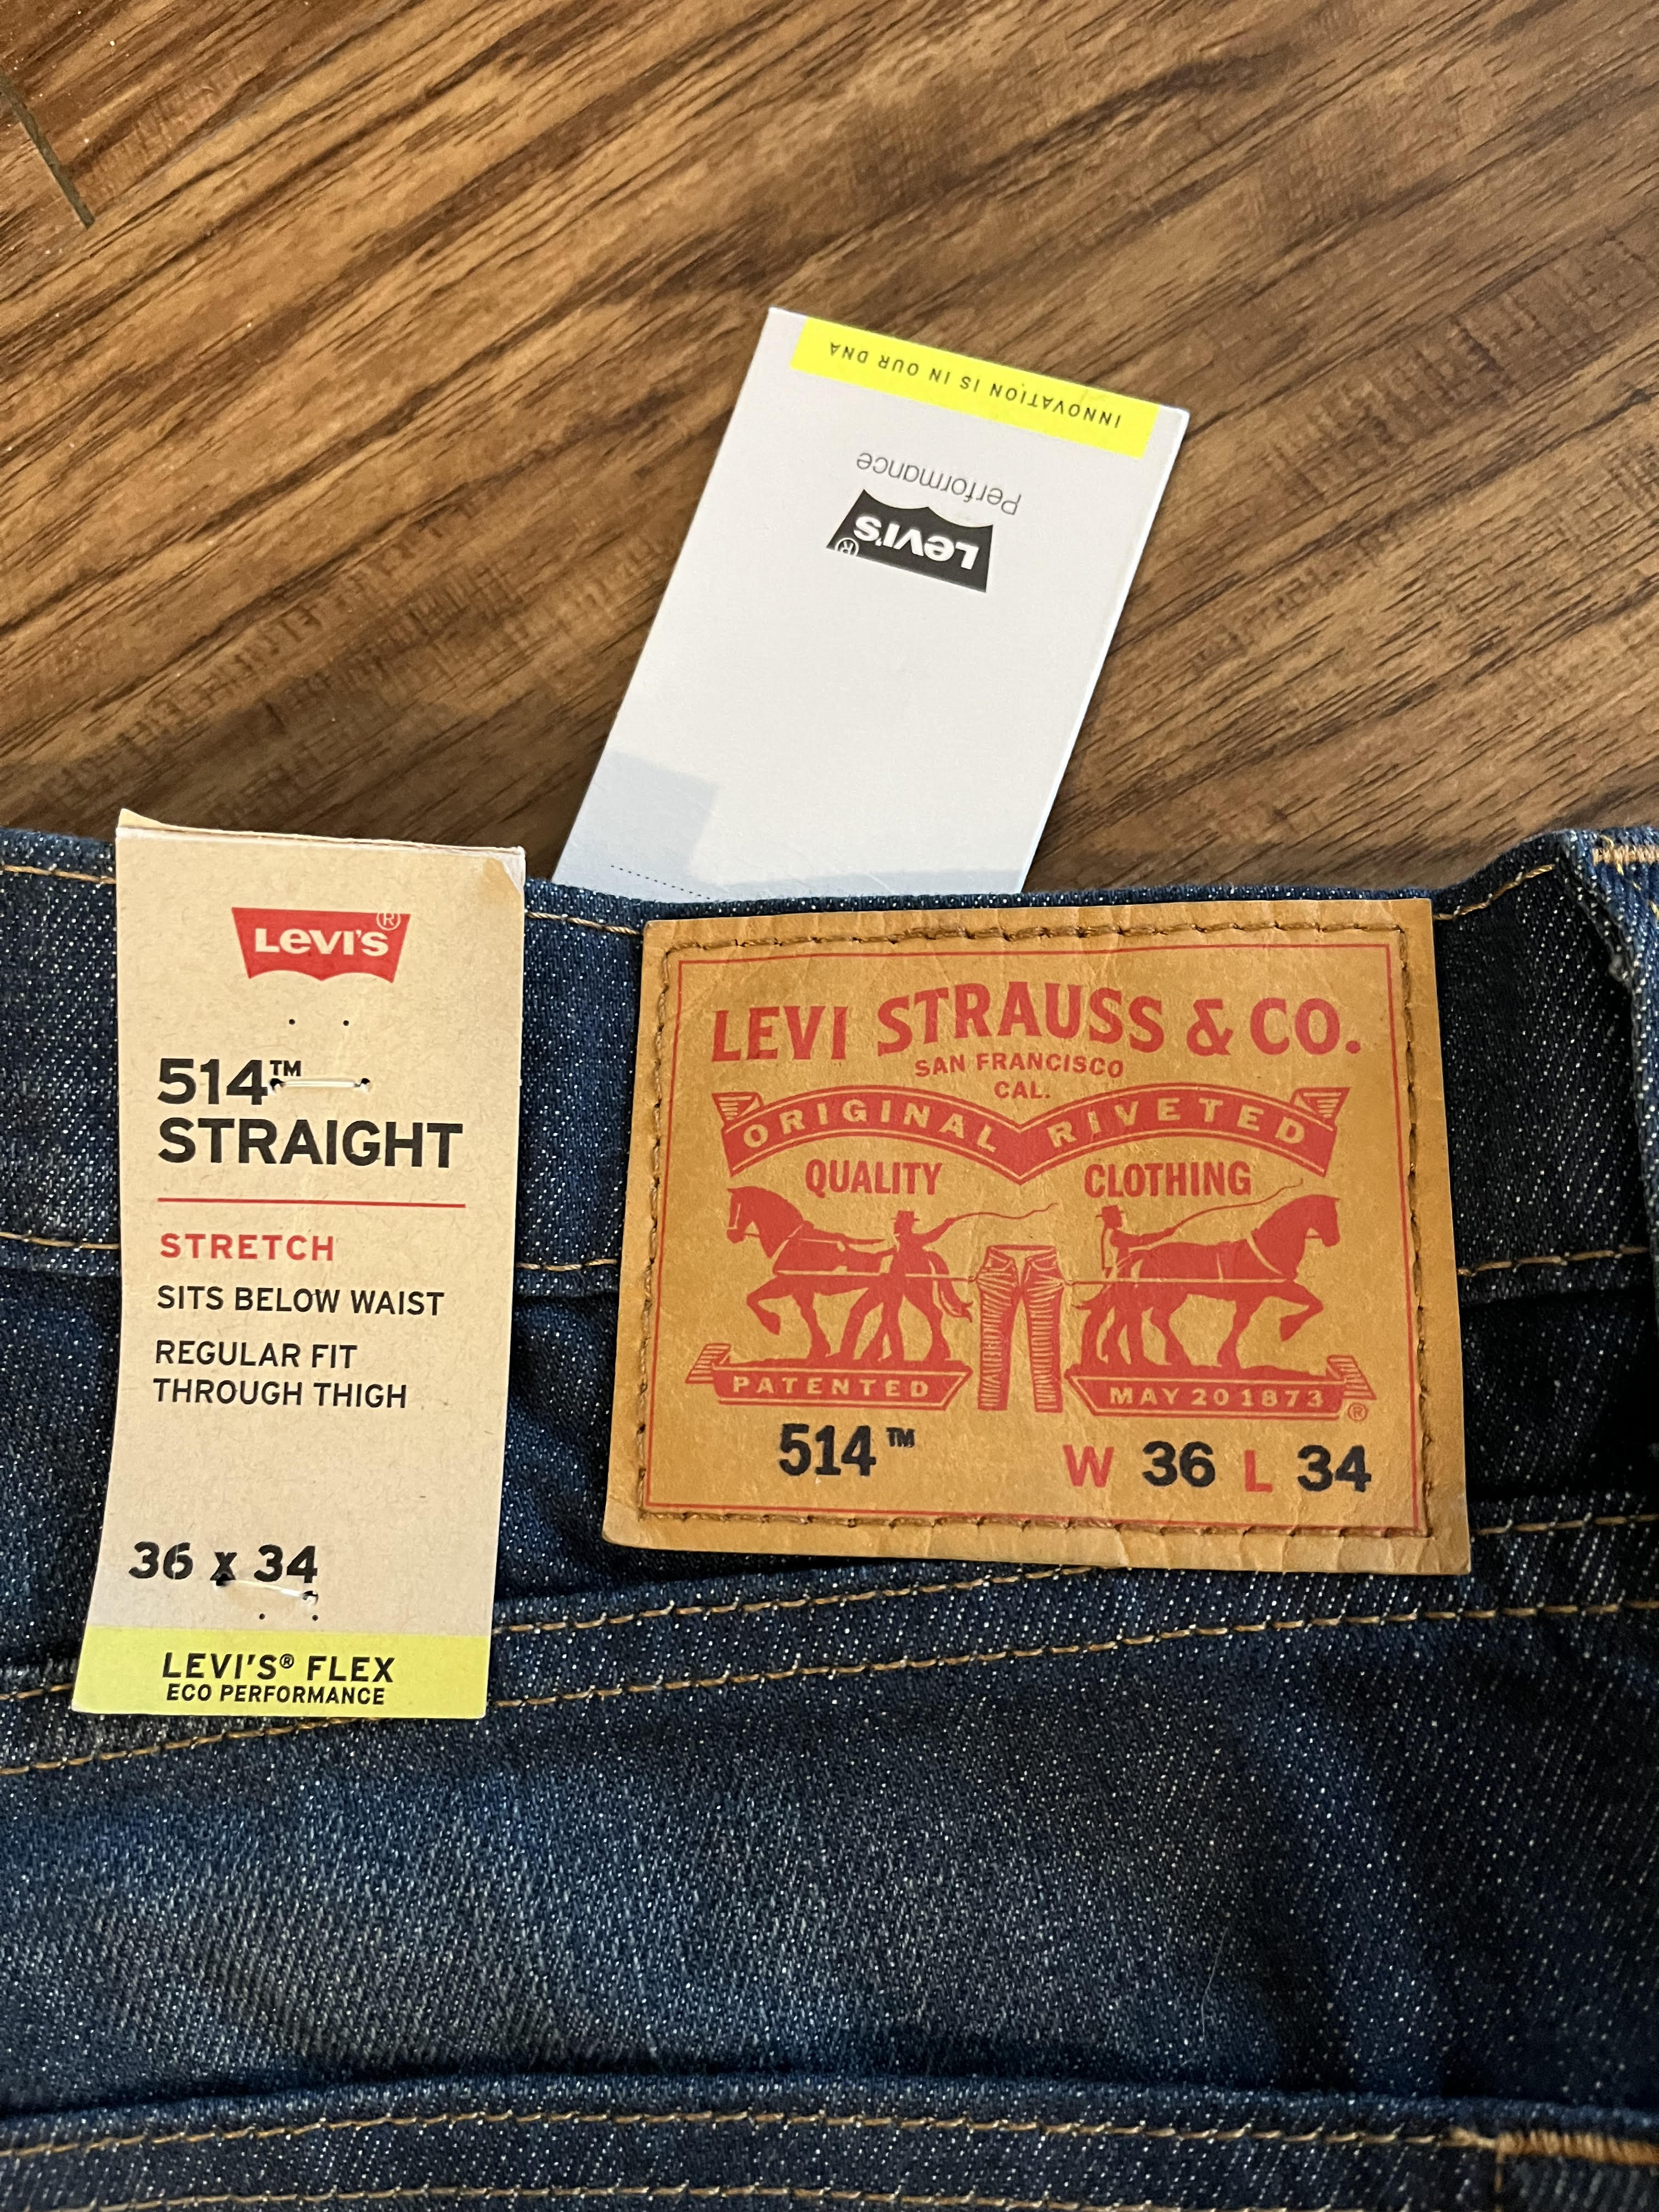 INNOVATION IS IN OUR DNA
Performance
Levi's®
Levi's®
514™
STRAIGHT
STRETCH
SITS BELOW WAIST
REGULAR FIT
THROUGH THIGH
36 x 34
LEVI'S® FLEX
ECO PERFORMANCE
LEVI STRAUSS & CO.
SAN FRANCISCO
CAL.
ORIGINAL RIVETED
QUALITY CLOTHING
PATENTED MAY 20 1873 ®
514™ W 36 L 34